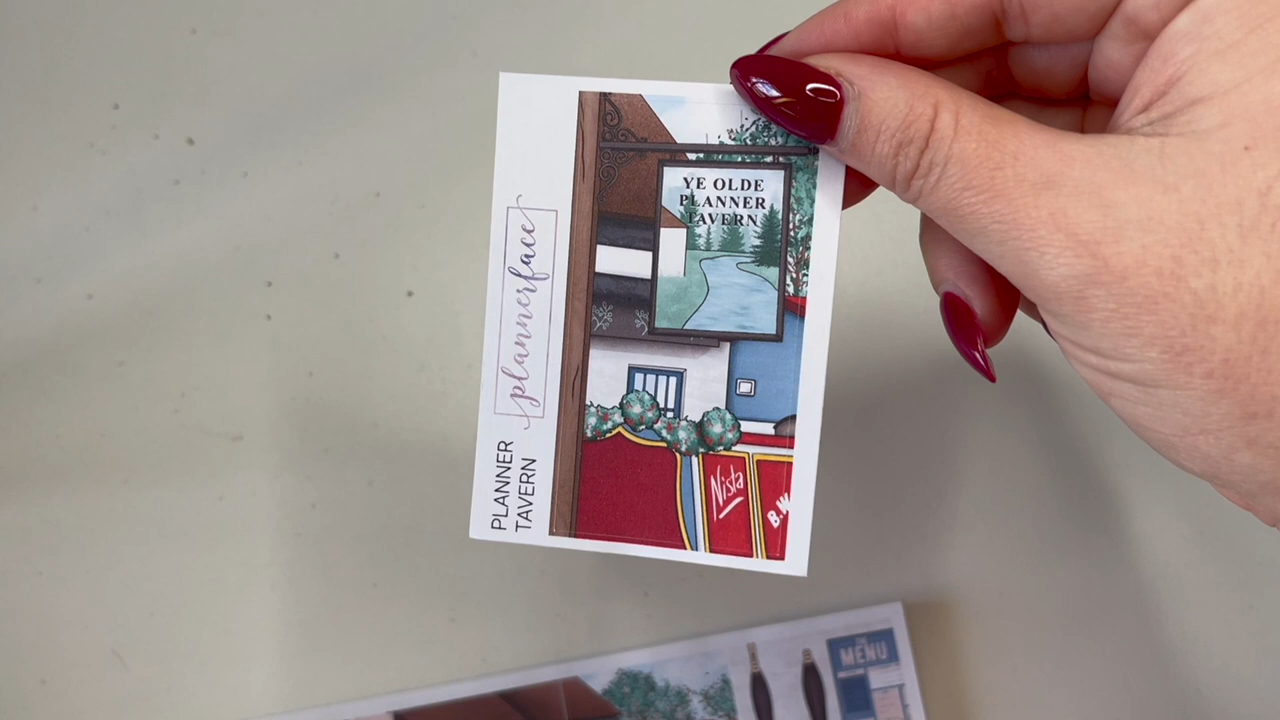 YE OLDE
PLANNER
TAVERN
plannerface
PLANNER
TAVERN
Nista
B.W
MENU